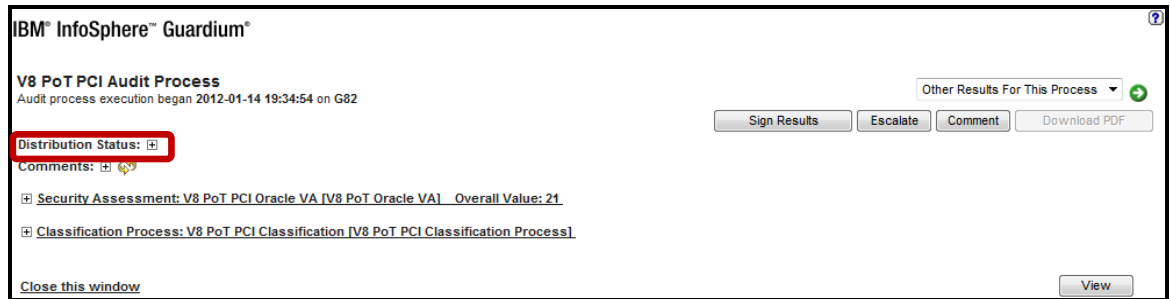 IBM® InfoSphere™ Guardium®
?
V8 PoT PCI Audit Process
Audit process execution began 2012-01-14 19:34:54 on G82
Other Results For This Process
Sign Results Escalate Comment Download PDF
Distribution Status:
Comments:
Security Assessment: V8 PoT PCI Oracle VA [V8 PoT Oracle VA] Overall Value: 21
Classification Process: V8 PoT PCI Classification [V8 PoT PCI Classification Process]
Close this window
View